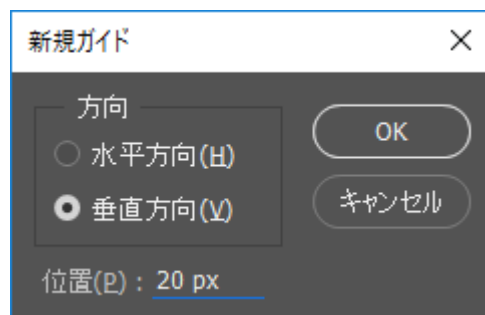 新規ガイド
方向
水平方向(H)
垂直方向(V)
位置(P) : 20 px
OK
キャンセル